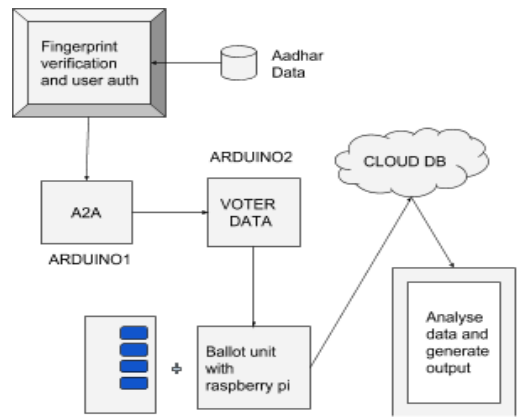 Fingerprint
verification
and user auth
Aadhar
Data
ARDUINO2
CLOUD DB
A2A
VOTER
DATA
ARDUINO1
Ballot unit
with
raspberry pi
Analyse
data and
generate
output